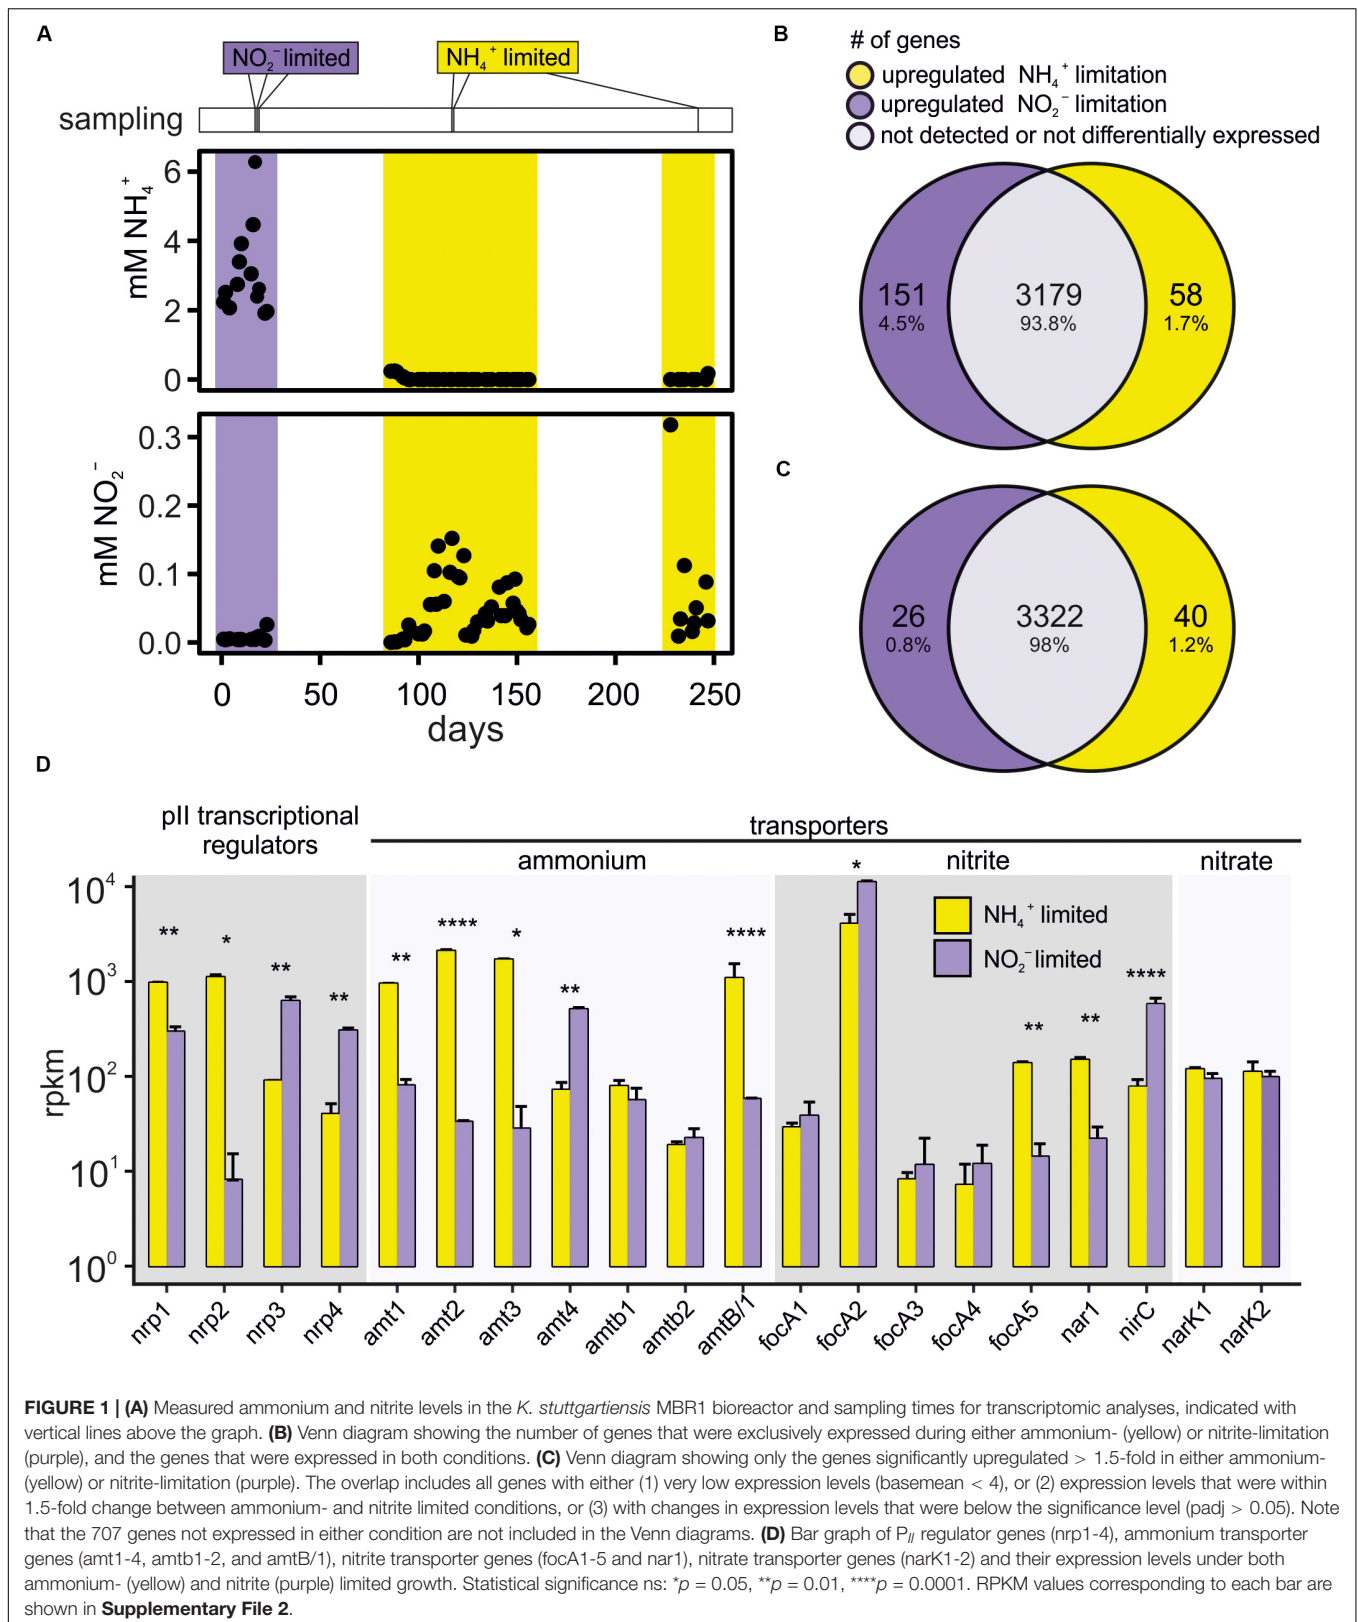 A
NO2− limited
NH4+ limited
sampling
mM NH4+
6
4
2
0
mM NO2−
0.3
0.2
0.1
0.0
0 50 100 150 200 250
days
B
# of genes
upregulated NH4+ limitation
upregulated NO2− limitation
not detected or not differentially expressed
151 3179 58
4.5% 93.8% 1.7%
C
26 3322 40
0.8% 98% 1.2%
D
pII transcriptional
regulators
transporters
ammonium nitrite nitrate
rpkm
10^4
10^3
10^2
10^1
10^0
** * ** ** ** **** * ** **** * ** ** ****
NH4+ limited
NO2− limited
nrp1 nrp2 nrp3 nrp4 amt1 amt2 amt3 amt4 amtb1 amtb2 amtB/1 focA1 focA2 focA3 focA4 focA5 nar1 nirC narK1 narK2
FIGURE 1 | (A) Measured ammonium and nitrite levels in the K. stuttgartiensis MBR1 bioreactor and sampling times for transcriptomic analyses, indicated with
vertical lines above the graph. (B) Venn diagram showing the number of genes that were exclusively expressed during either ammonium- (yellow) or nitrite-limitation
(purple), and the genes that were expressed in both conditions. (C) Venn diagram showing only the genes significantly upregulated > 1.5-fold in either ammonium-
(yellow) or nitrite-limitation (purple). The overlap includes all genes with either (1) very low expression levels (basemean < 4), or (2) expression levels that were within
1.5-fold change between ammonium- and nitrite limited conditions, or (3) with changes in expression levels that were below the significance level (padj > 0.05). Note
that the 707 genes not expressed in either condition are not included in the Venn diagrams. (D) Bar graph of PII regulator genes (nrp1-4), ammonium transporter
genes (amt1-4, amtb1-2, and amtB/1), nitrite transporter genes (focA1-5 and nar1), nitrate transporter genes (narK1-2) and their expression levels under both
ammonium- (yellow) and nitrite (purple) limited growth. Statistical significance ns: *p = 0.05, **p = 0.01, ****p = 0.0001. RPKM values corresponding to each bar are
shown in Supplementary File 2.